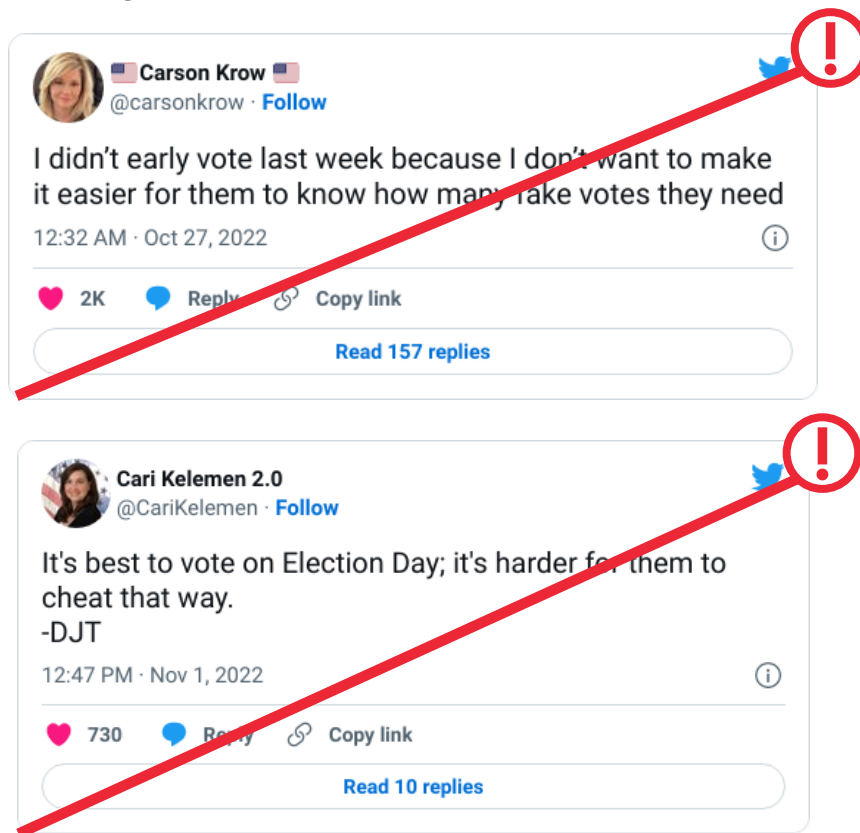 🇺🇸Carson Krow 🇺🇸
@carsonkrow · Follow
I didn’t early vote last week because I don’t want to make
it easier for them to know how many fake votes they need
12:32 AM · Oct 27, 2022
2K Reply Copy link
Read 157 replies
Cari Kelemen 2.0
@CariKelemen · Follow
It's best to vote on Election Day; it's harder for them to
cheat that way.
-DJT
12:47 PM · Nov 1, 2022
730 Reply Copy link
Read 10 replies